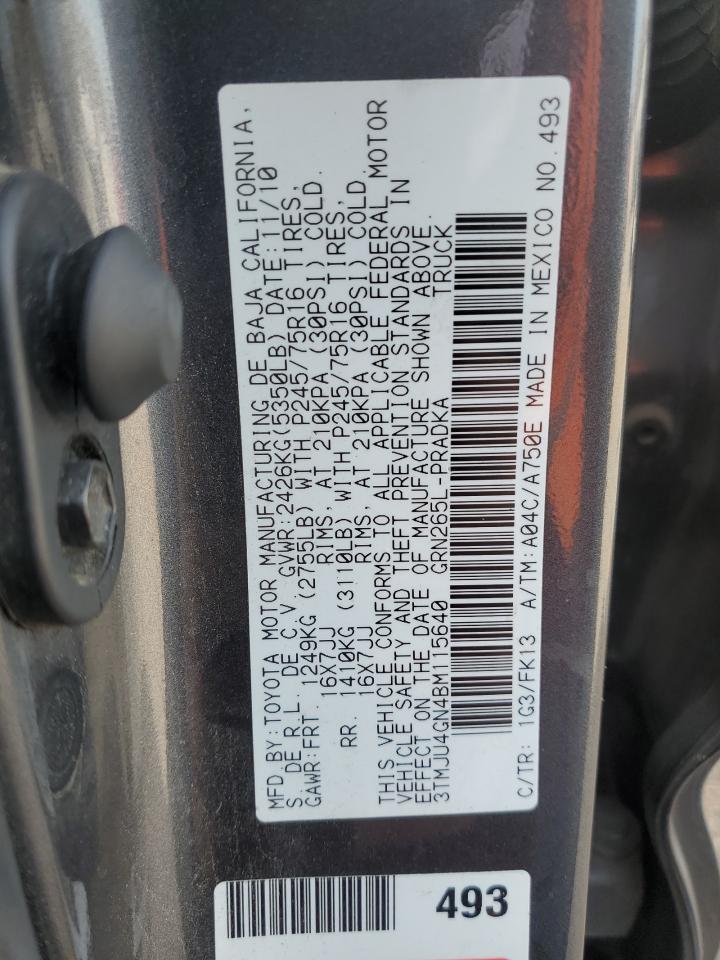 MFD.BY:TOYOTA MOTOR MANUFACTURING DE BAJA CALIFORNIA,
S. DE R.L. DE C.V GVWR:2426KG(5350LB) DATE:11/10
GAWR:FRT. 1249KG (2755LB) WITH P245/75R16 TIRES,
16X7JJ RIMS, AT 210KPA (30PSI) COLD.
RR. 1410KG (3110LB) WITH P245/75R16 TIRES,
16X7JJ RIMS, AT 210KPA (30PSI) COLD.
THIS VEHICLE CONFORMS TO ALL APPLICABLE FEDERAL MOTOR
VEHICLE SAFETY AND THEFT PREVENTION STANDARDS IN
EFFECT ON THE DATE OF MANUFACTURE SHOWN ABOVE.
3TMJU4GN4BM115640 GRN265L-PRADKA TRUCK
C/TR: 1G3/FK13 A/TM:A04C/A750E MADE IN MEXICO NO.493
493